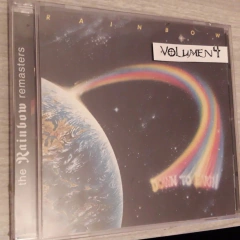 RAINBOW
VOLUMEN 4
DOWN TO EARTH
the Rainbow remasters